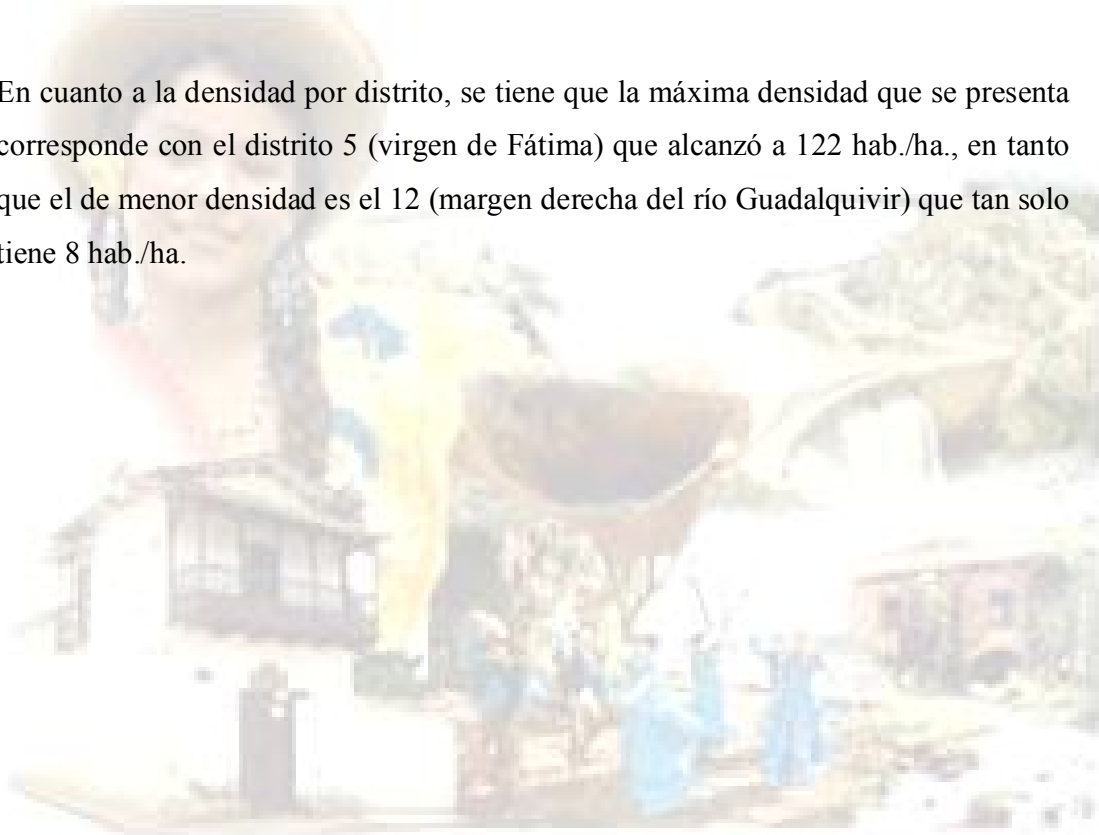 En cuanto a la densidad por distrito, se tiene que la máxima densidad que se presenta
corresponde con el distrito 5 (virgen de Fátima) que alcanzó a 122 hab./ha., en tanto
que el de menor densidad es el 12 (margen derecha del río Guadalquivir) que tan solo
tiene 8 hab./ha.